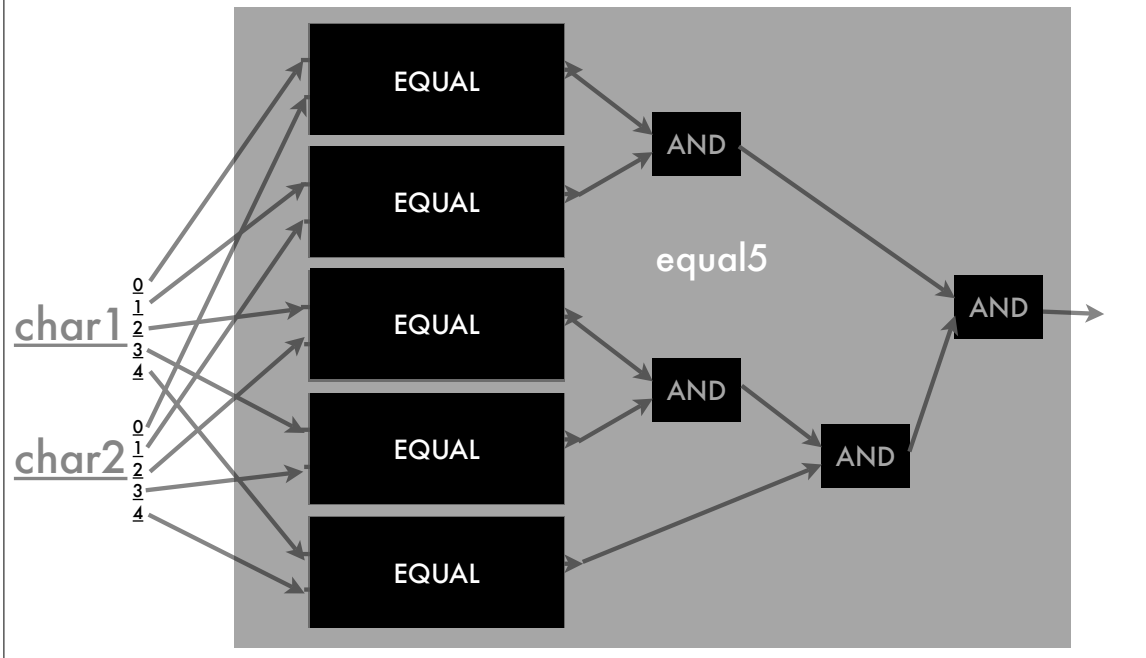 EQUAL
AND
EQUAL
equal5
char1
0
1
2
3
4
EQUAL
AND
AND
char2
0
1
2
3
4
EQUAL
AND
EQUAL